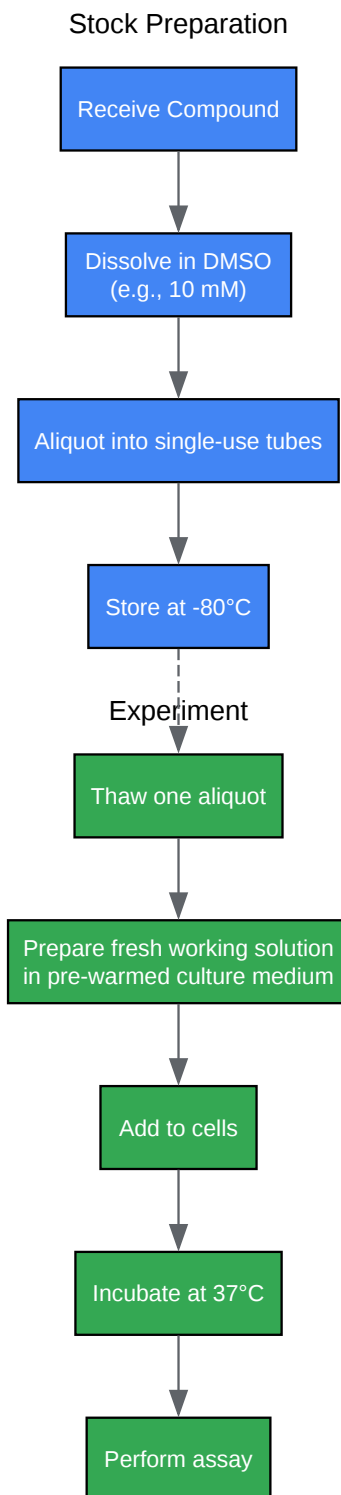 Stock Preparation
Receive Compound
Dissolve in DMSO
(e.g., 10 mM)
Aliquot into single-use tubes
Store at -80°C
Experiment
Thaw one aliquot
Prepare fresh working solution
in pre-warmed culture medium
Add to cells
Incubate at 37°C
Perform assay